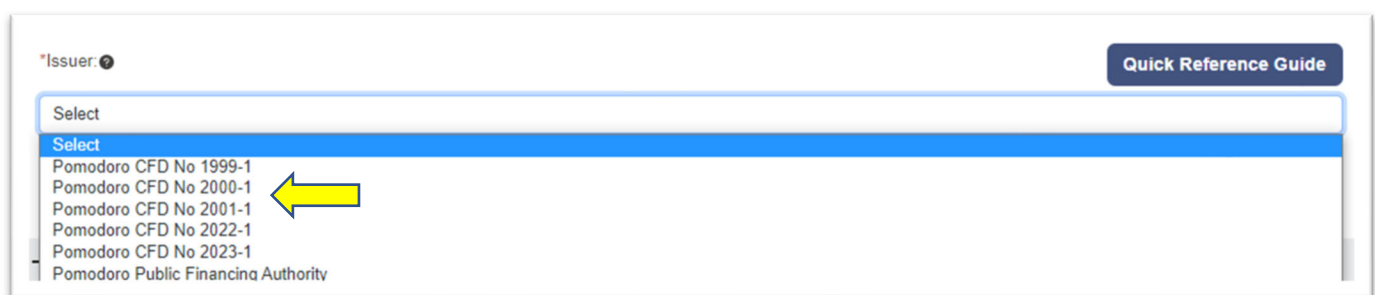 *Issuer:
Quick Reference Guide
Select
Select
Pomodoro CFD No 1999-1
Pomodoro CFD No 2000-1
Pomodoro CFD No 2001-1
Pomodoro CFD No 2022-1
Pomodoro CFD No 2023-1
Pomodoro Public Financing Authority